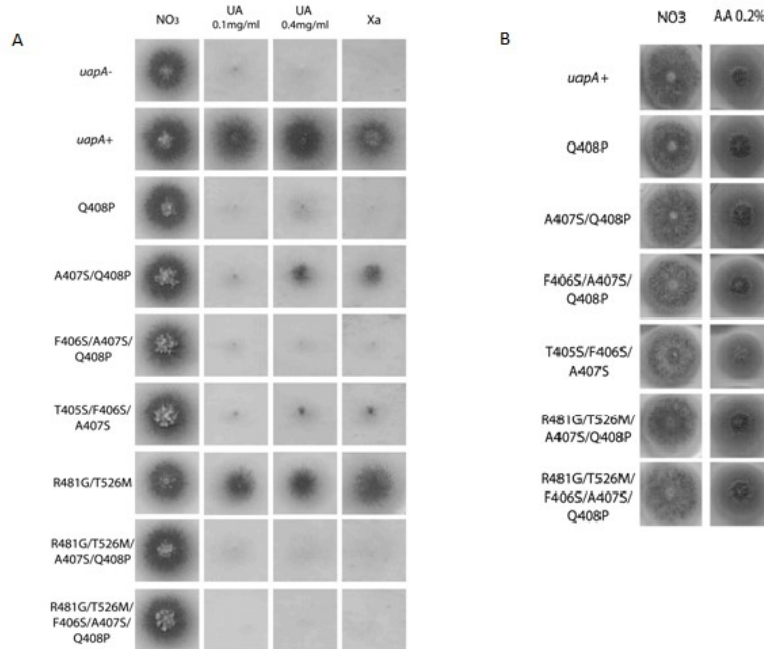 A
NO3
UA
0.1mg/ml
UA
0.4mg/ml
Xa
uapA-
uapA+
Q408P
A407S/Q408P
F406S/A407S/
Q408P
T405S/F406S/
A407S
R481G/T526M
R481G/T526M/
A407S/Q408P
R481G/T526M/
F406S/A407S/
Q408P
B
NO3
AA 0.2%
uapA+
Q408P
A407S/Q408P
F406S/A407S/
Q408P
T405S/F406S/
A407S
R481G/T526M/
A407S/Q408P
R481G/T526M/
F406S/A407S/
Q408P